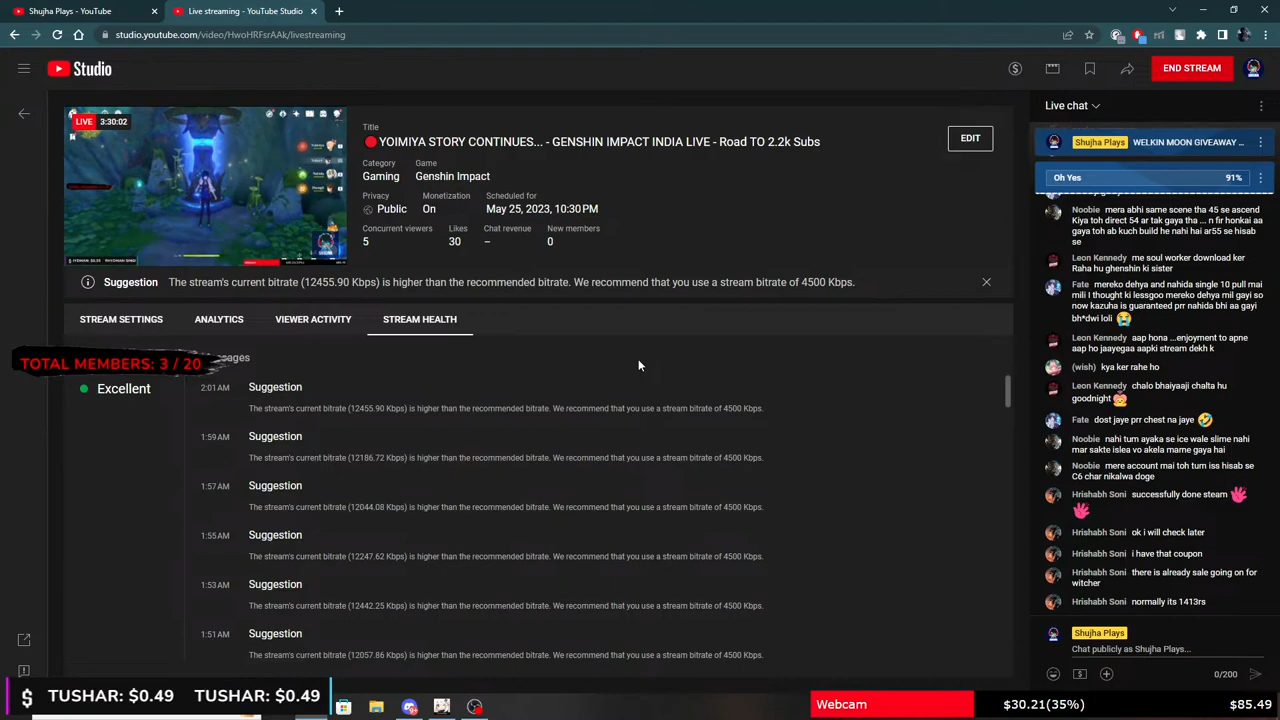 Shujha Plays - YouTube
Live streaming - YouTube Studio
studio.youtube.com/video/HwoHRFsrAAk/livestreaming
Studio
END STREAM
LIVE 3:30:02
Title
YOIMIYA STORY CONTINUES... - GENSHIN IMPACT INDIA LIVE - Road TO 2.2k Subs
EDIT
Category Game
Gaming Genshin Impact
Privacy Monetization Scheduled for
Public On May 25, 2023, 10:30 PM
Concurrent viewers Likes Chat revenue New members
5 30 – 0
Suggestion The stream's current bitrate (12455.90 Kbps) is higher than the recommended bitrate. We recommend that you use a stream bitrate of 4500 Kbps.
STREAM SETTINGS ANALYTICS VIEWER ACTIVITY STREAM HEALTH
TOTAL MEMBERS: 3 / 20
Excellent
2:01 AM Suggestion
The stream's current bitrate (12455.90 Kbps) is higher than the recommended bitrate. We recommend that you use a stream bitrate of 4500 Kbps.
1:59 AM Suggestion
The stream's current bitrate (12186.72 Kbps) is higher than the recommended bitrate. We recommend that you use a stream bitrate of 4500 Kbps.
1:57 AM Suggestion
The stream's current bitrate (12044.08 Kbps) is higher than the recommended bitrate. We recommend that you use a stream bitrate of 4500 Kbps.
1:55 AM Suggestion
The stream's current bitrate (12247.62 Kbps) is higher than the recommended bitrate. We recommend that you use a stream bitrate of 4500 Kbps.
1:53 AM Suggestion
The stream's current bitrate (12442.25 Kbps) is higher than the recommended bitrate. We recommend that you use a stream bitrate of 4500 Kbps.
1:51 AM Suggestion
The stream's current bitrate (12057.86 Kbps) is higher than the recommended bitrate. We recommend that you use a stream bitrate of 4500 Kbps.
Live chat
Shujha Plays WELKIN MOON GIVEAWAY ...
Oh Yes 91%
Noobie mera abhi same scene tha 45 se ascend
Kiya toh direct 54 ar tak gaya tha ... n fir honkai aa
gaya toh ab kuch build he nahi hai ar55 se hisab
se
Leon Kennedy me soul worker download ker
Raha hu ghenshin ki sister
Fate mereko dehya and nahida single 10 pull mai
mili I thought ki lessgoo mereko dehya mil gayi so
now kazuha is guaranteed prr nahida bhi aa gayi
bh*dwi loli 😭
Leon Kennedy aap hona ...enjoyment to apne
aap ho jaayegaa aapki stream dekh k
(wish) kya ker rahe ho
Leon Kennedy chalo bhaiyaaji chalta hu
goodnight
Fate dost jaye prr chest na jaye 🤣
Noobie nahi tum ayaka se ice wale slime nahi
mar sakte islea vo akela mame gaya hai
Noobie mere account mai toh tum iss hisab se
C6 char nikalwa doge
Hrishabh Soni successfully done steam
Hrishabh Soni ok i will check later
Hrishabh Soni i have that coupon
Hrishabh Soni there is already sale going on for
witcher
Hrishabh Soni normally its 1413rs
Shujha Plays
Chat publicly as Shujha Plays...
0/200
$ TUSHAR: $0.49 TUSHAR: $0.49
Webcam $30.21(35%) $85.49